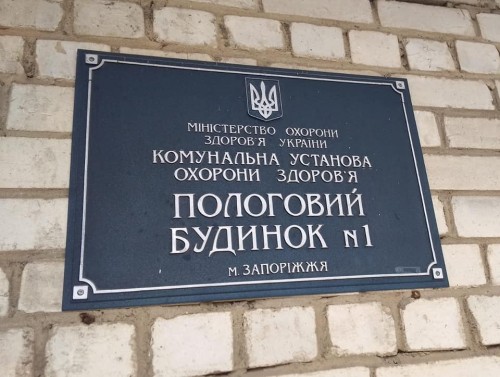 МІНІСТЕРСТВО ОХОРОНИ
ЗДОРОВ'Я УКРАЇНИ
КОМУНАЛЬНА УСТАНОВА
ОХОРОНИ ЗДОРОВ'Я
ПОЛОГОВИЙ
БУДИНОК №1
М. ЗАПОРІЖЖЯ